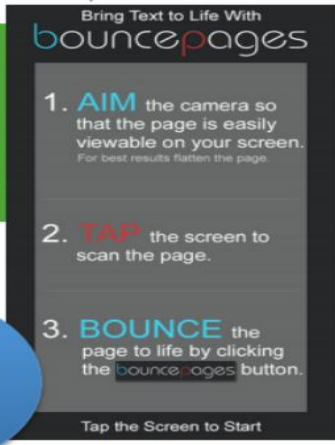 Bring Text to Life With
bouncepages
1. AIM the camera so
that the page is easily
viewable on your screen.
For best results flatten the page.
2. TAP the screen to
scan the page.
3. BOUNCE the
page to life by clicking
the bouncepages button.
Tap the Screen to Start